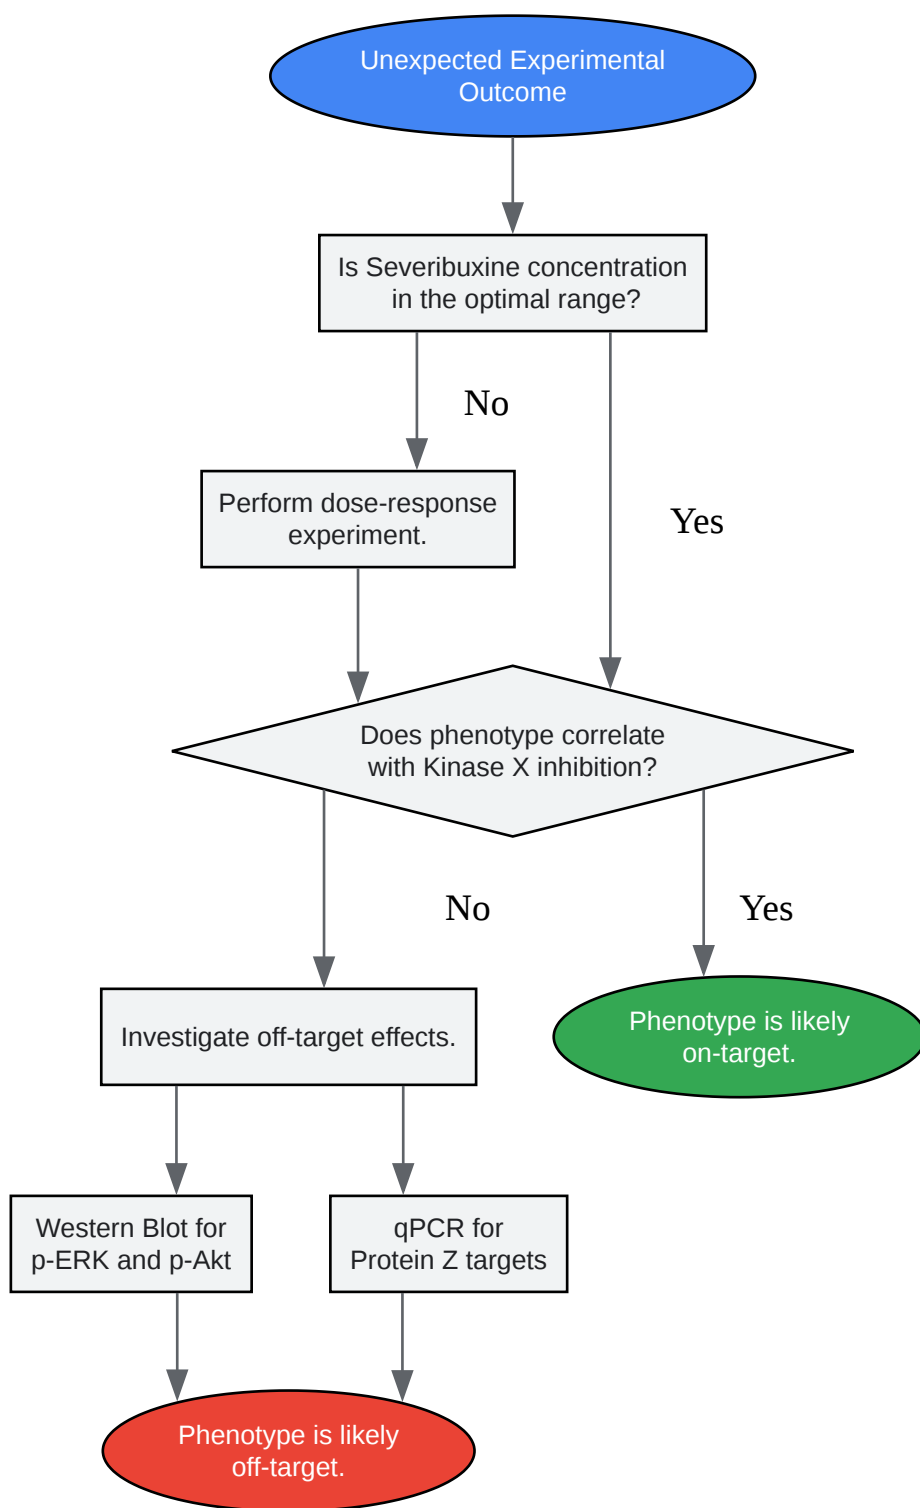 Unexpected Experimental
Outcome
Is Severibuxine concentration
in the optimal range?
No
Perform dose-response
experiment.
Yes
Does phenotype correlate
with Kinase X inhibition?
No
Yes
Investigate off-target effects.
Phenotype is likely
on-target.
Western Blot for
p-ERK and p-Akt
qPCR for
Protein Z targets
Phenotype is likely
off-target.